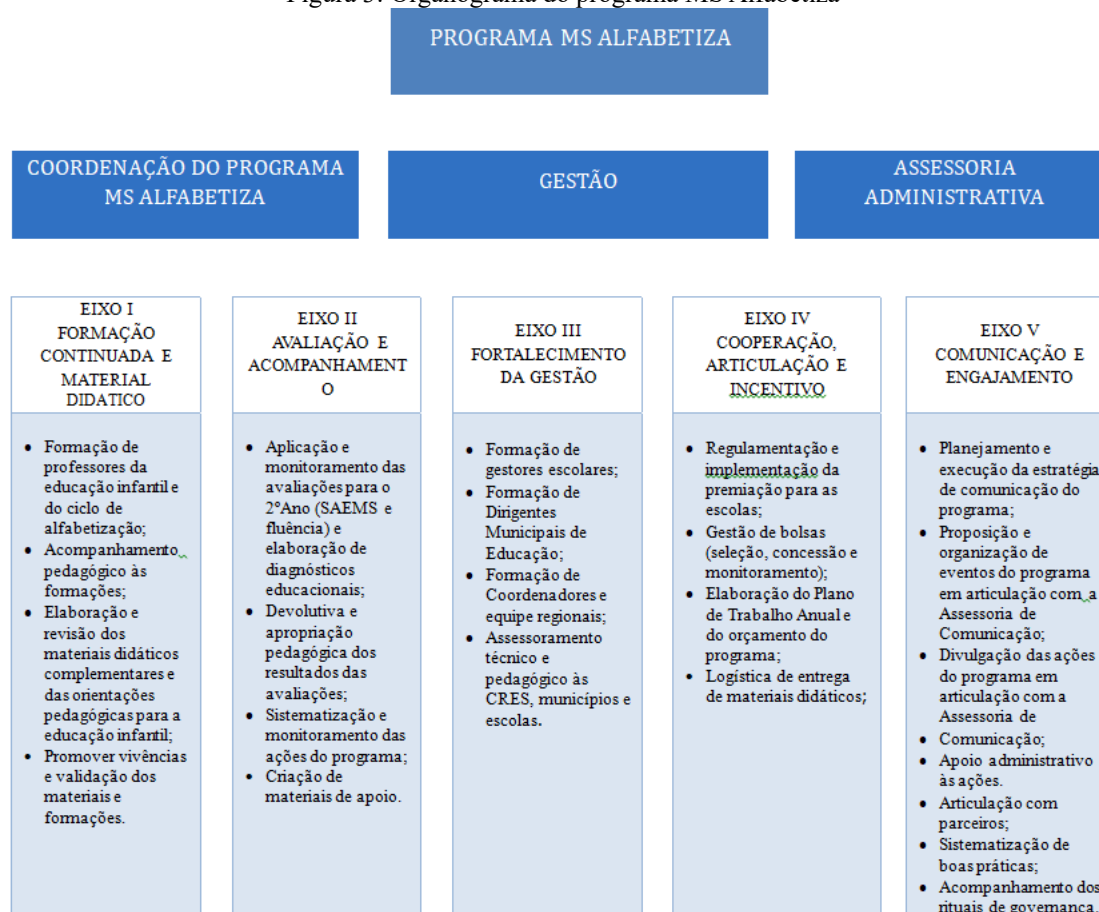 Figura 3: Organograma do programa MS Alfabetiza
PROGRAMA MS ALFABETIZA
COORDENAÇÃO DO PROGRAMA
MS ALFABETIZA
GESTÃO
ASSESSORIA
ADMINISTRATIVA
EIXO I
FORMAÇÃO
CONTINUADA E
MATERIAL
DIDATICO
• Formação de
professores da
educação infantil e
do ciclo de
alfabetização;
• Acompanhamento
pedagógico às
formações;
• Elaboração e
revisão dos
materiais didáticos
complementares e
das orientações
pedagógicas para a
educação infantil;
• Promover vivências
e validação dos
materiais e
formações.
EIXO II
AVALIAÇÃO E
ACOMPANHAMENT
O
• Aplicação e
monitoramento das
avaliações para o
2°Ano (SAEMS e
fluência) e
elaboração de
diagnósticos
educacionais;
• Devolutiva e
apropriação
pedagógica dos
resultados das
avaliações;
• Sistematização e
monitoramento das
ações do programa;
• Criação de
materiais de apoio.
EIXO III
FORTALECIMENTO
DA GESTÃO
• Formação de
gestores escolares;
• Formação de
Dirigentes
Municipais de
Educação;
• Formação de
Coordenadores e
equipe regionais;
• Assessoramento
técnico e
pedagógico às
CRES, municípios e
escolas.
EIXO IV
COOPERAÇÃO,
ARTICULAÇÃO E
INCENTIVO
• Regulamentação e
implementação da
premiação para as
escolas;
• Gestão de bolsas
(seleção, concessão e
monitoramento);
• Elaboração do Plano
de Trabalho Anual e
do orçamento do
programa;
• Logística de entrega
de materiais didáticos;
EIXO V
COMUNICAÇÃO E
ENGAJAMENTO
• Planejamento e
execução da estratégia
de comunicação do
programa;
• Proposição e
organização de
eventos do programa
em articulação com a
Assessoria de
Comunicação;
• Divulgação das ações
do programa em
articulação com a
Assessoria de
• Comunicação;
• Apoio administrativo
às ações.
• Articulação com
parceiros;
• Sistematização de
boas práticas;
• Acompanhamento dos
rituais de governança.